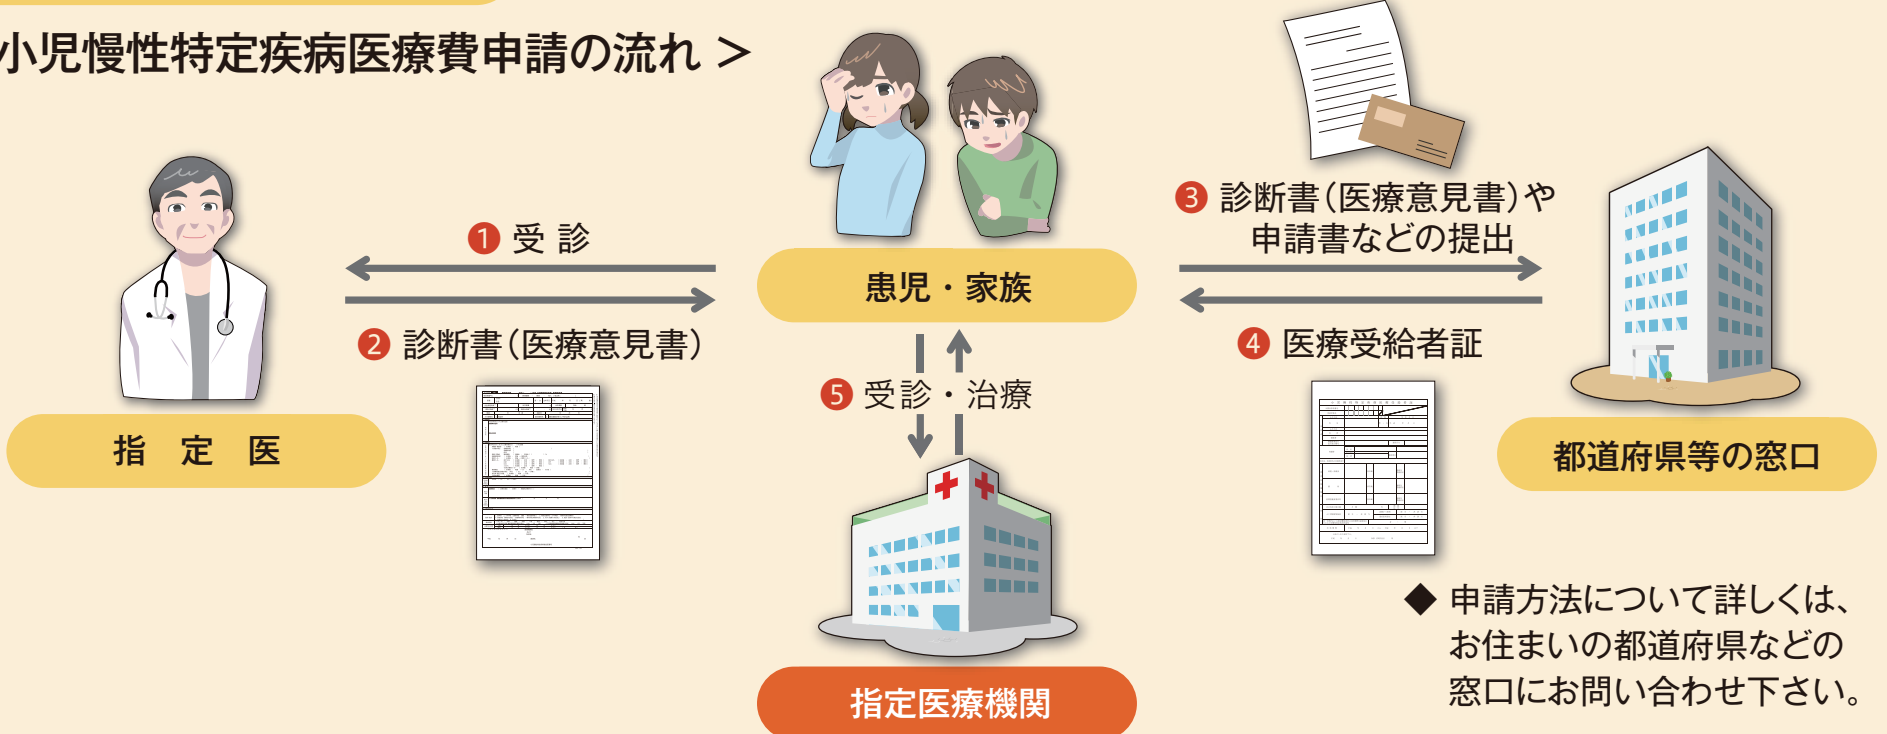 小児慢性特定疾病医療費申請の流れ ＞
❶ 受 診
❷ 診断書（医療意見書）
指 定 医
患児・家族
❸ 診断書（医療意見書）や
申請書などの提出
❹ 医療受給者証
都道府県等の窓口
❺ 受診・治療
指定医療機関
◆ 申請方法について詳しくは、
お住まいの都道府県などの
窓口にお問い合わせ下さい。